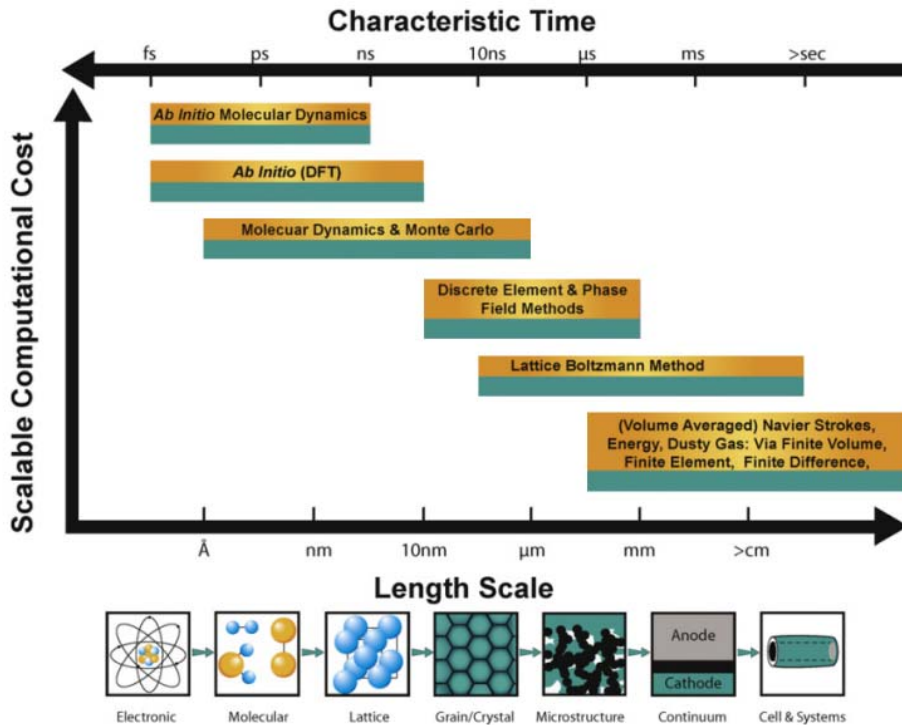 Characteristic Time
fs ps ns 10ns µs ms >sec
Scalable Computational Cost
Ab Initio Molecular Dynamics
Ab Initio (DFT)
Molecuar Dynamics & Monte Carlo
Discrete Element & Phase
Field Methods
Lattice Boltzmann Method
(Volume Averaged) Navier Strokes,
Energy, Dusty Gas: Via Finite Volume,
Finite Element, Finite Difference,
Å nm 10nm µm mm >cm
Length Scale
Anode
Cathode
Electronic Molecular Lattice Grain/Crystal Microstructure Continuum Cell & Systems